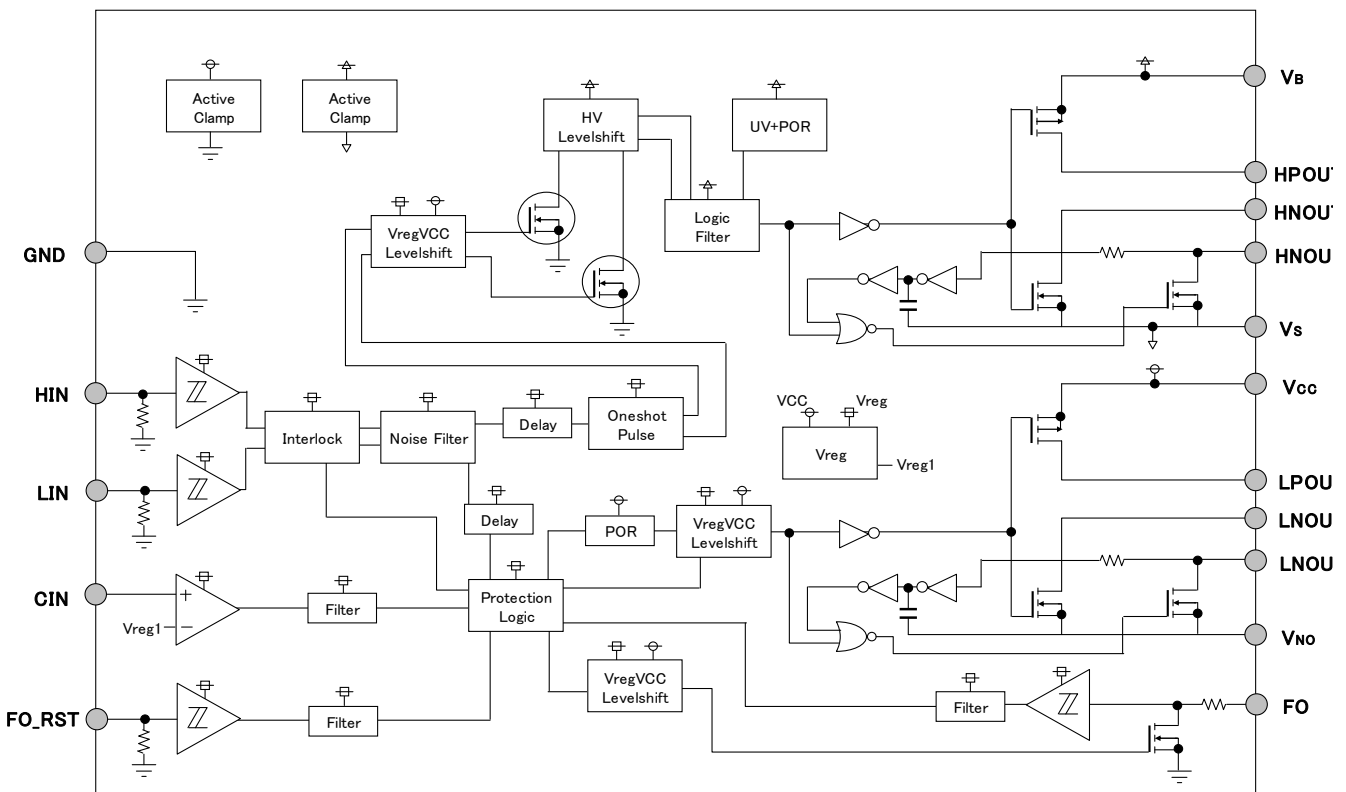 Active
Clamp
Active
Clamp
HV
Levelshift
UV+POR
VB
HPOUT
HNOUT
HNOU
VS
VregVCC
Levelshift
Logic
Filter
GND
HIN
Interlock
Noise Filter
Delay
Oneshot
Pulse
VCC
Vreg
Vreg
Vreg1
VCC
LIN
Delay
POR
VregVCC
Levelshift
LPOU
LNOU
LNOU
CIN
+
Vreg1
−
Filter
Protection
Logic
VNO
VregVCC
Levelshift
FO_RST
Filter
Filter
FO